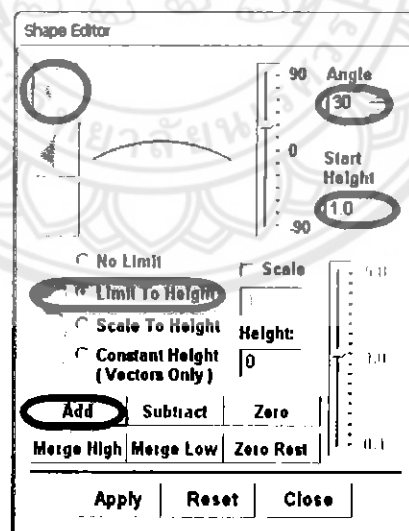 Shape Editor
90 Angle
30
0 Start
Height
1.0
-90
No Limit
Scale
Limit To Height
Scale To Height
Height:
Constant Height
(Vectors Only)
0
1.0
Add Subtract Zero
Merge High Merge Low Zero Rest
Apply Reset Close